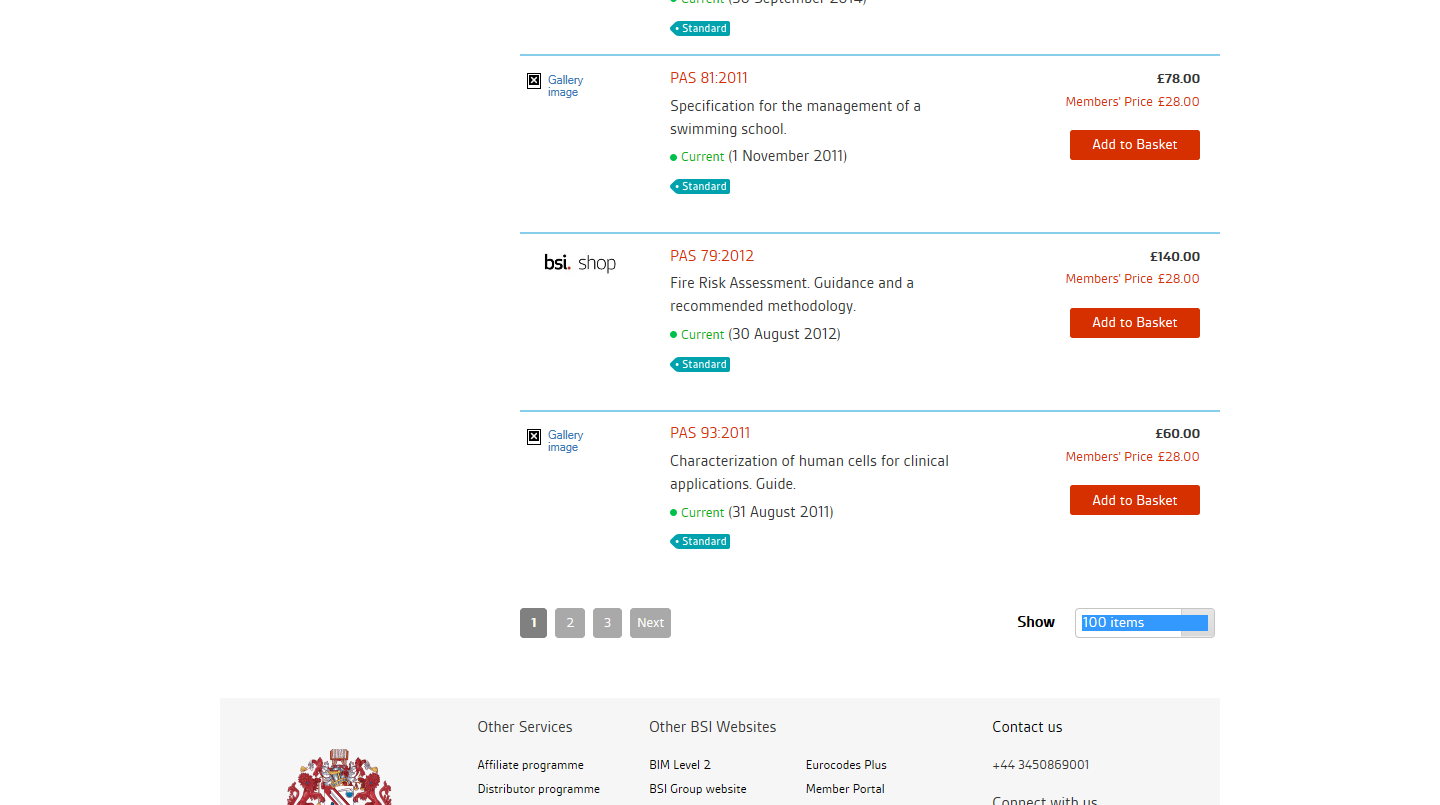 Current (30 September 2014)
Standard
Gallery image
PAS 81:2011
£78.00
Members' Price £28.00
Specification for the management of a
swimming school.
Add to Basket
Current (1 November 2011)
Standard
bsi. shop
PAS 79:2012
£140.00
Members' Price £28.00
Fire Risk Assessment. Guidance and a
recommended methodology.
Add to Basket
Current (30 August 2012)
Standard
Gallery image
PAS 93:2011
£60.00
Members' Price £28.00
Characterization of human cells for clinical
applications. Guide.
Add to Basket
Current (31 August 2011)
Standard
1 2 3 Next
Show 100 items
Other Services
Affiliate programme
Distributor programme
Other BSI Websites
BIM Level 2
BSI Group website
Eurocodes Plus
Member Portal
Contact us
+44 3450869001
Connect with us